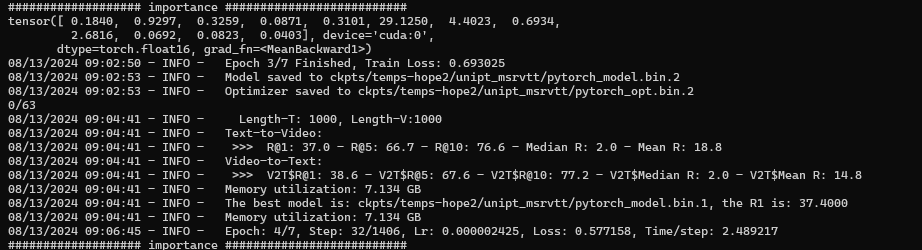 ################### importance ##########################
tensor([ 0.1840,  0.9297,  0.3259,  0.0871,  0.3101, 29.1250,  4.4023,  0.6934,
         2.6816,  0.0692,  0.0823,  0.0403], device='cuda:0',
       dtype=torch.float16, grad_fn=<MeanBackward1>)
08/13/2024 09:02:50 - INFO -   Epoch 3/7 Finished, Train Loss: 0.693025
08/13/2024 09:02:53 - INFO -   Model saved to ckpts/temps-hope2/unipt_msrvtt/pytorch_model.bin.2
08/13/2024 09:02:53 - INFO -   Optimizer saved to ckpts/temps-hope2/unipt_msrvtt/pytorch_opt.bin.2
0/63
08/13/2024 09:04:41 - INFO -     Length-T: 1000, Length-V:1000
08/13/2024 09:04:41 - INFO -   Text-to-Video:
08/13/2024 09:04:41 - INFO -    >>>  R@1: 37.0 - R@5: 66.7 - R@10: 76.6 - Median R: 2.0 - Mean R: 18.8
08/13/2024 09:04:41 - INFO -   Video-to-Text:
08/13/2024 09:04:41 - INFO -    >>>  V2T$R@1: 38.6 - V2T$R@5: 67.6 - V2T$R@10: 77.2 - V2T$Median R: 2.0 - V2T$Mean R: 14.8
08/13/2024 09:04:41 - INFO -   Memory utilization: 7.134 GB
08/13/2024 09:04:41 - INFO -   The best model is: ckpts/temps-hope2/unipt_msrvtt/pytorch_model.bin.1, the R1 is: 37.4000
08/13/2024 09:04:41 - INFO -   Memory utilization: 7.134 GB
08/13/2024 09:06:45 - INFO -   Epoch: 4/7, Step: 32/1406, Lr: 0.000002425, Loss: 0.577158, Time/step: 2.489217
################### importance ##########################